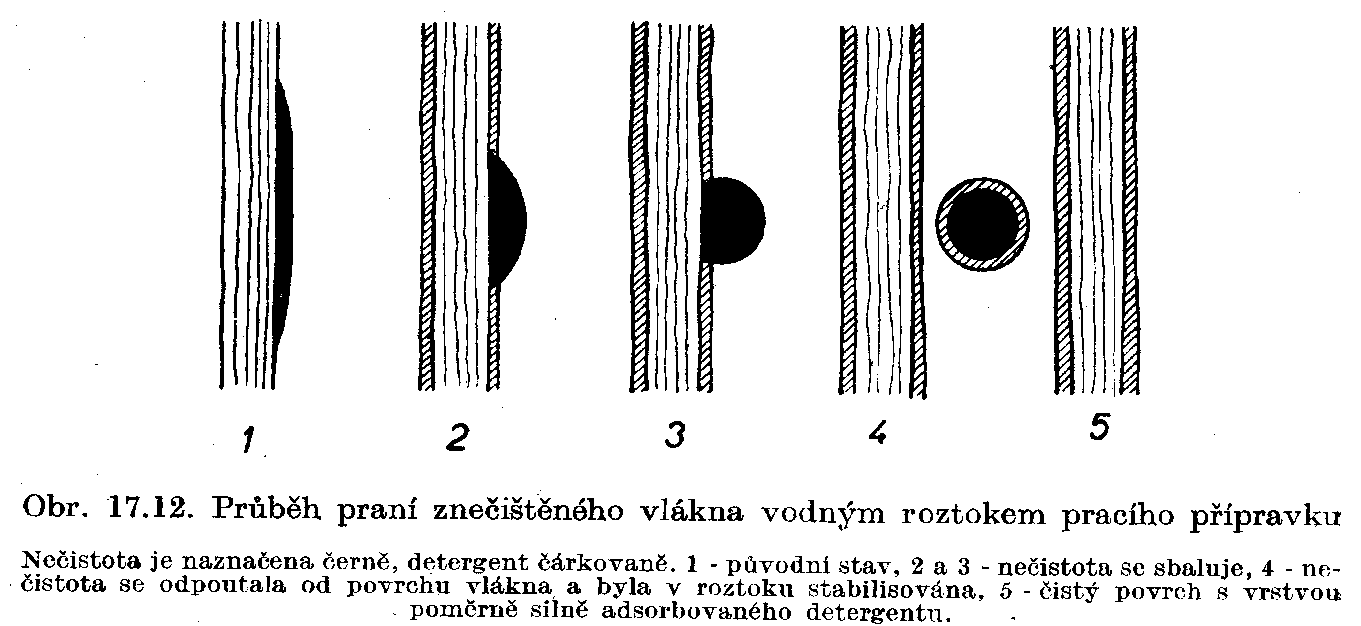 1 2 3 4 5
Obr. 17.12. Průběh praní znečištěného vlákna vodným roztokem pracího přípravku
Nečistota je naznačena černě, detergent čárkovaně. 1 - původní stav, 2 a 3 - nečistota se sbaluje, 4 - ne-
čistota se odpoutala od povrchu vlákna a byla v roztoku stabilisována, 5 - čistý povrch s vrstvou
poměrně silně adsorbovaného detergentu.